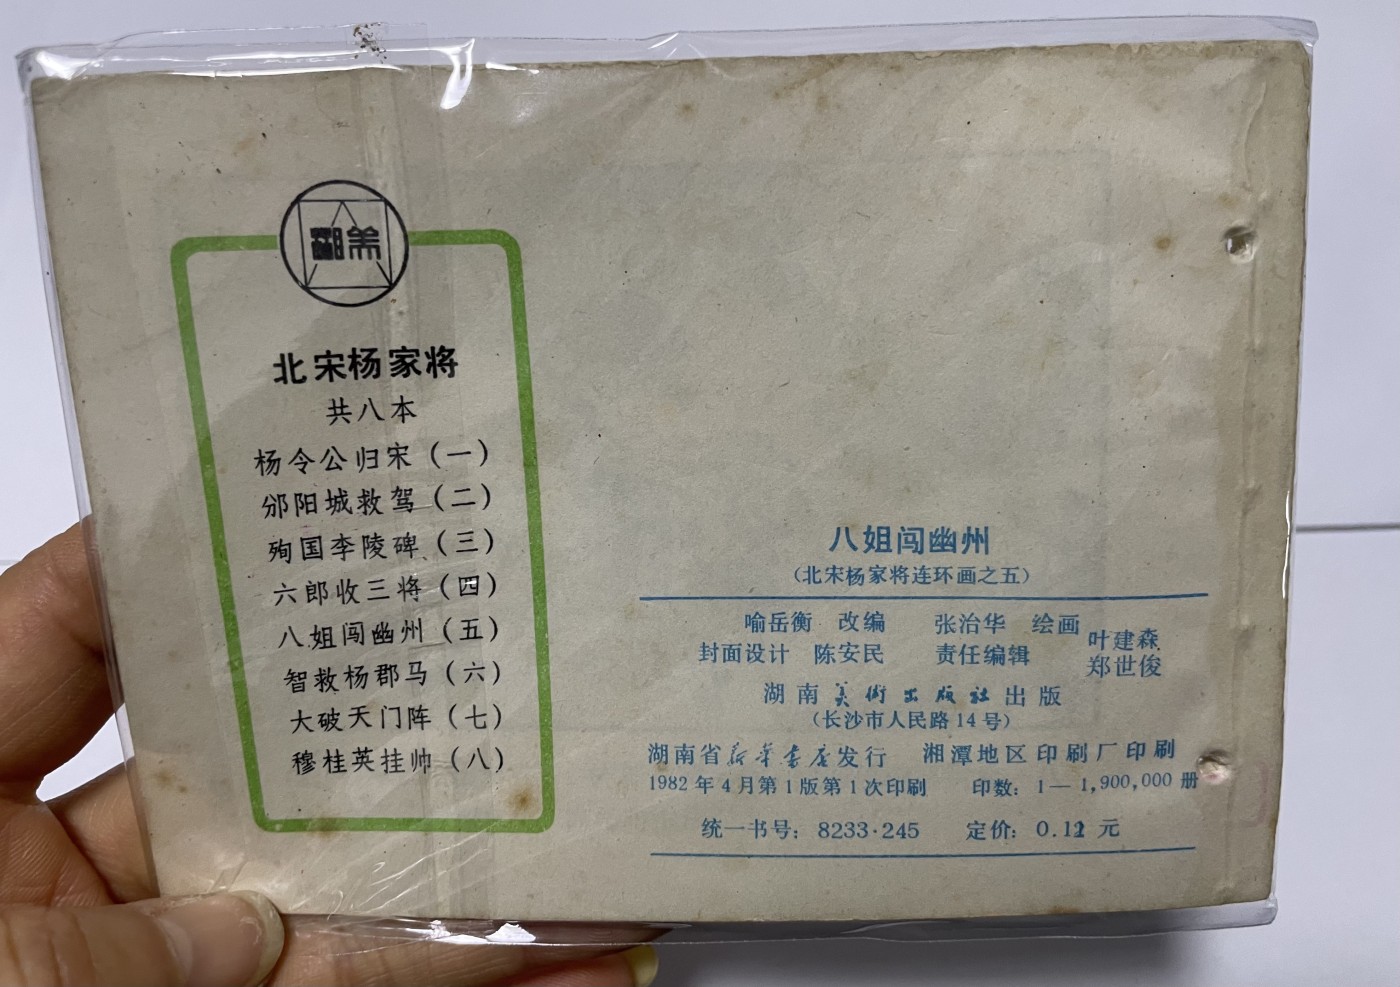 湘美
北宋杨家将
共八本
杨令公归宋（一）
邠阳城救驾（二）
殉国李陵碑（三）
六郎收三将（四）
八姐闯幽州（五）
智救杨郡马（六）
大破天门阵（七）
穆桂英挂帅（八）
八姐闯幽州
（北宋杨家将连环画之五）
喻岳衡 改编 张治华 绘画
封面设计 陈安民 责任编辑 叶建森 郑世俊
湖南美术出版社出版
（长沙市人民路14号）
湖南省新华书店发行 湘潭地区印刷厂印刷
1982年4月第1版第1次印刷 印数：1—1,900,000册
统一书号：8233·245 定价：0.12元